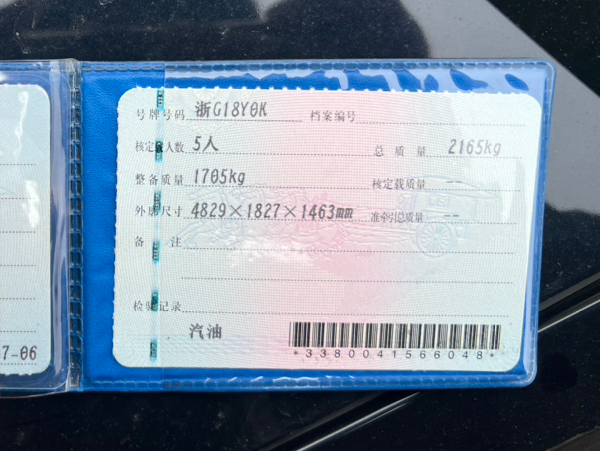 号牌号码 浙G18Y0K 档案编号
核定载人数 5人 总质量 2165kg
整备质量 1705kg 核定载质量 --
外廓尺寸 4829×1827×1463mm 准牵引总质量 --
备注
检验记录
汽油
*3380041566048*
7-06